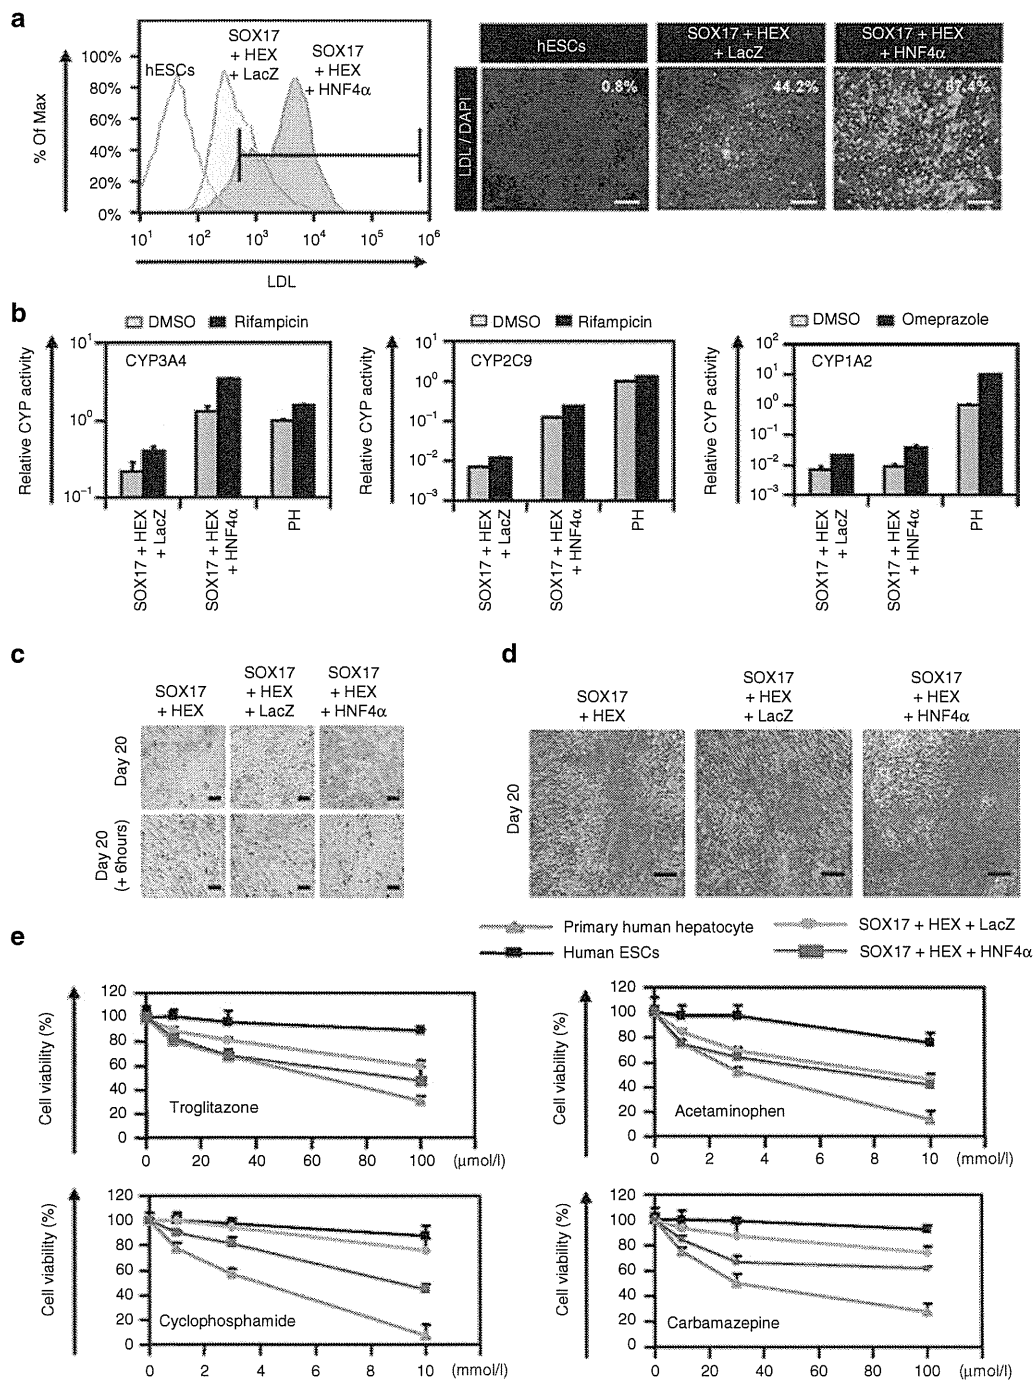 a
SOX17
+ HEX
+ LacZ
SOX17
+ HEX
+ HNF4α
hESCs
100%
80%
60%
40%
20%
0%
% Of Max
10¹ 10² 10³ 10⁴ 10⁵ 10⁶
LDL
hESCs
SOX17 + HEX
+ LacZ
SOX17 + HEX
+ HNF4α
LDL / DAPI
0.8%
44.2%
87.4%
b
DMSO Rifampicin
CYP3A4
Relative CYP activity
10¹
10⁰
10⁻¹
SOX17 + HEX
+ LacZ
SOX17 + HEX
+ HNF4α
PH
DMSO Rifampicin
CYP2C9
Relative CYP activity
10¹
10⁰
10⁻¹
10⁻²
10⁻³
SOX17 + HEX
+ LacZ
SOX17 + HEX
+ HNF4α
PH
DMSO Omeprazole
CYP1A2
Relative CYP activity
10²
10¹
10⁰
10⁻¹
10⁻²
10⁻³
SOX17 + HEX
+ LacZ
SOX17 + HEX
+ HNF4α
PH
c
SOX17
+ HEX
SOX17
+ HEX
+ LacZ
SOX17
+ HEX
+ HNF4α
Day 20
Day 20
(+ 6hours)
d
SOX17
+ HEX
SOX17
+ HEX
+ LacZ
SOX17
+ HEX
+ HNF4α
Day 20
e
Primary human hepatocyte
SOX17 + HEX + LacZ
Human ESCs
SOX17 + HEX + HNF4α
Cell viability (%)
120
100
80
60
40
20
0
Troglitazone
0 20 40 60 80 100 (μmol/l)
Cell viability (%)
120
100
80
60
40
20
0
Acetaminophen
0 2 4 6 8 10 (mmol/l)
Cell viability (%)
120
100
80
60
40
20
0
Cyclophosphamide
0 2 4 6 8 10 (mmol/l)
Cell viability (%)
120
100
80
60
40
20
0
Carbamazepine
0 20 40 60 80 100 (μmol/l)